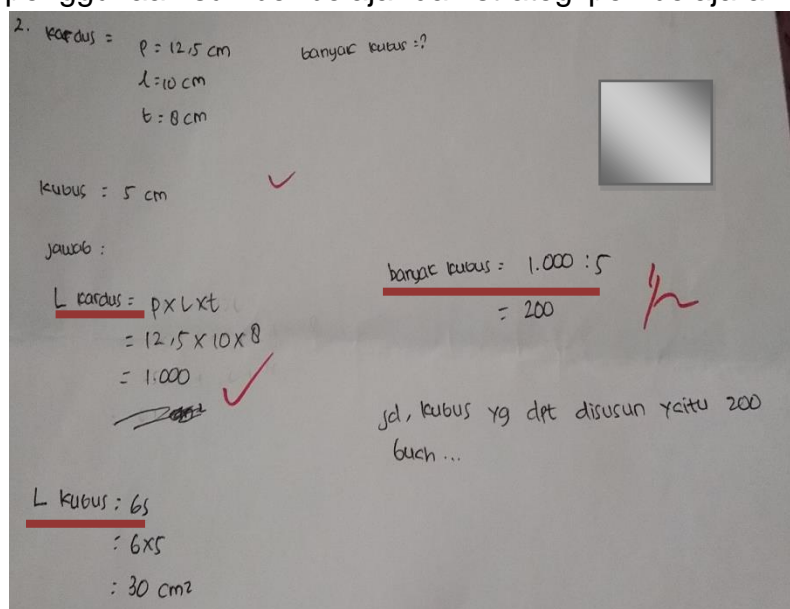 2. Kardus = p = 12,5 cm banyak kubus =?
l = 10 cm
t = 8 cm
kubus = 5 cm
jawab :
L kardus = p x L x t
= 12,5 x 10 x 8
= 1.000
L kubus : 6s
: 6x5
: 30 cm2
banyak kubus = 1.000 : 5
= 200
jd, kubus yg dpt disusun yaitu 200
buah ...